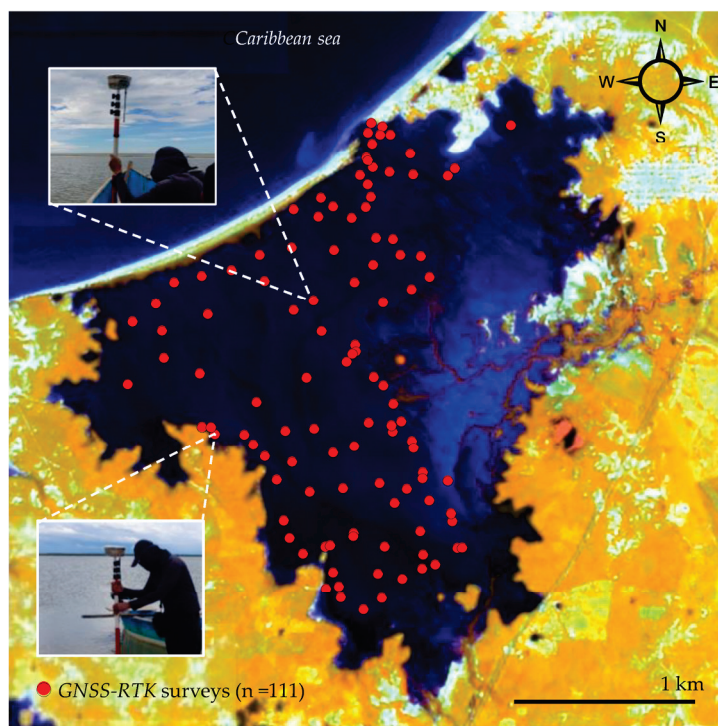 Caribbean sea
N
W E
S
GNSS-RTK surveys (n =111)
1 km